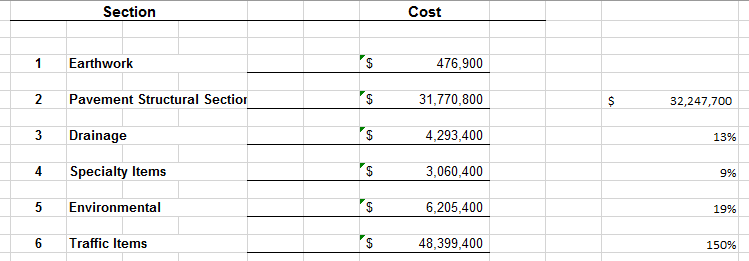 Section Cost
1 Earthwork $ 476,900
2 Pavement Structural Section $ 31,770,800 $ 32,247,700
3 Drainage $ 4,293,400 13%
4 Specialty Items $ 3,060,400 9%
5 Environmental $ 6,205,400 19%
6 Traffic Items $ 48,399,400 150%